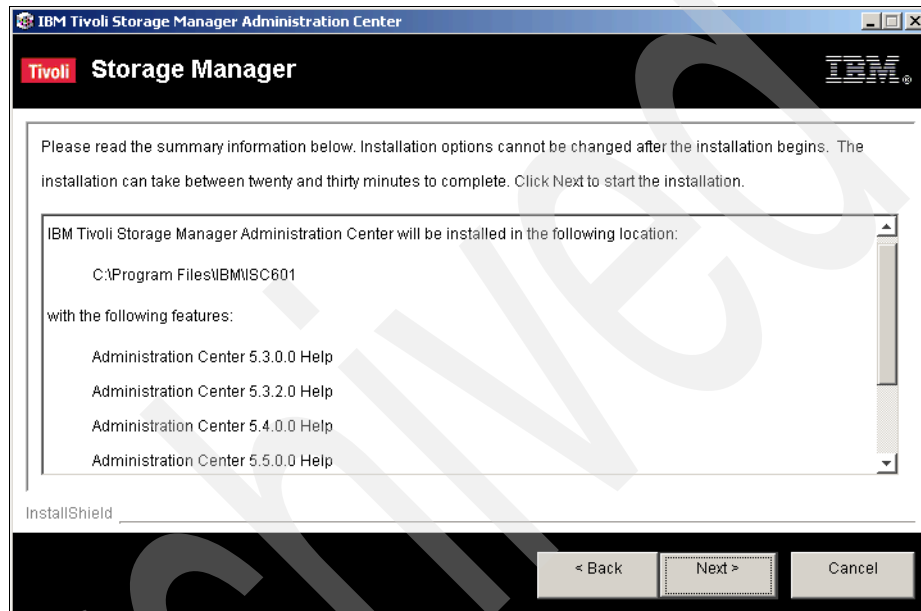 IBM Tivoli Storage Manager Administration Center
Tivoli Storage Manager
IBM®
Please read the summary information below. Installation options cannot be changed after the installation begins. The
installation can take between twenty and thirty minutes to complete. Click Next to start the installation.
IBM Tivoli Storage Manager Administration Center will be installed in the following location:
C:\Program Files\IBM\ISC601
with the following features:
Administration Center 5.3.0.0 Help
Administration Center 5.3.2.0 Help
Administration Center 5.4.0.0 Help
Administration Center 5.5.0.0 Help
InstallShield
< Back
Next >
Cancel